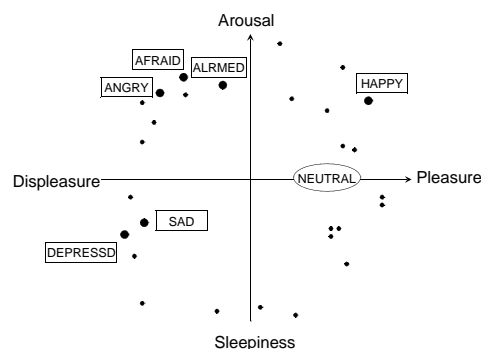 Arousal
AFRAID
ALRMED
ANGRY
HAPPY
Displeasure
NEUTRAL
Pleasure
SAD
DEPRESSD
Sleepiness